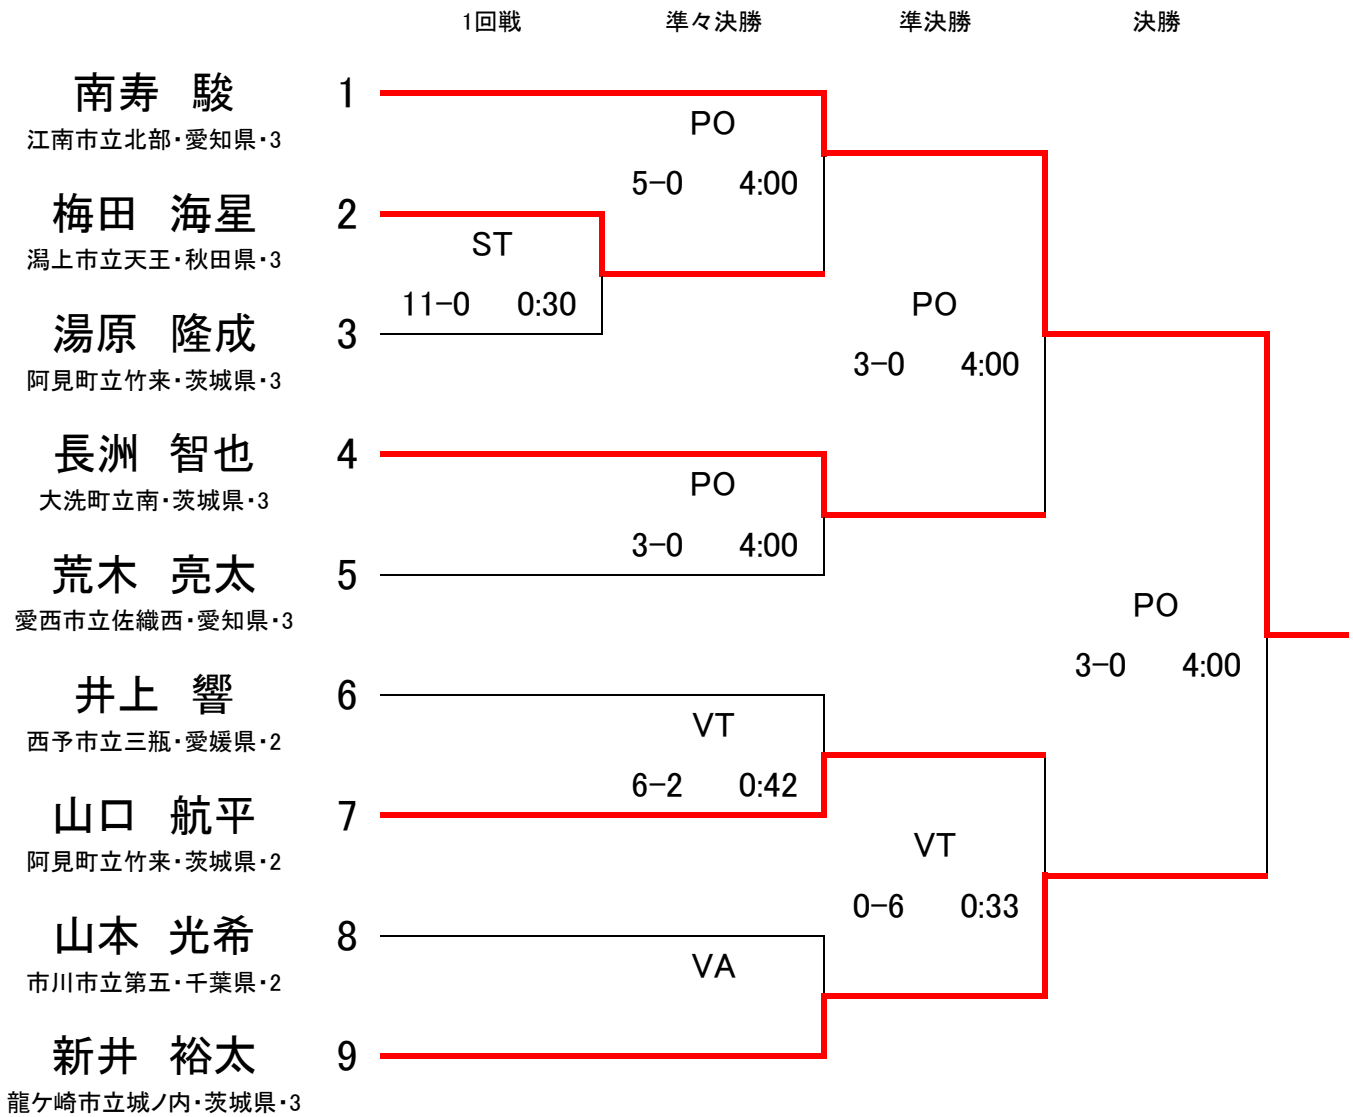 1回戦 準々決勝 準決勝 決勝
南寿 駿 1
江南市立北部・愛知県・3
PO
5-0 4:00
梅田 海星 2
潟上市立天王・秋田県・3
ST
11-0 0:30
湯原 隆成 3
阿見町立竹来・茨城県・3
PO
3-0 4:00
長洲 智也 4
大洗町立南・茨城県・3
PO
3-0 4:00
荒木 亮太 5
愛西市立佐織西・愛知県・3
PO
3-0 4:00
井上 響 6
西予市立三瓶・愛媛県・2
VT
6-2 0:42
山口 航平 7
阿見町立竹来・茨城県・2
VT
0-6 0:33
山本 光希 8
市川市立第五・千葉県・2
VA
新井 裕太 9
龍ケ崎市立城ノ内・茨城県・3